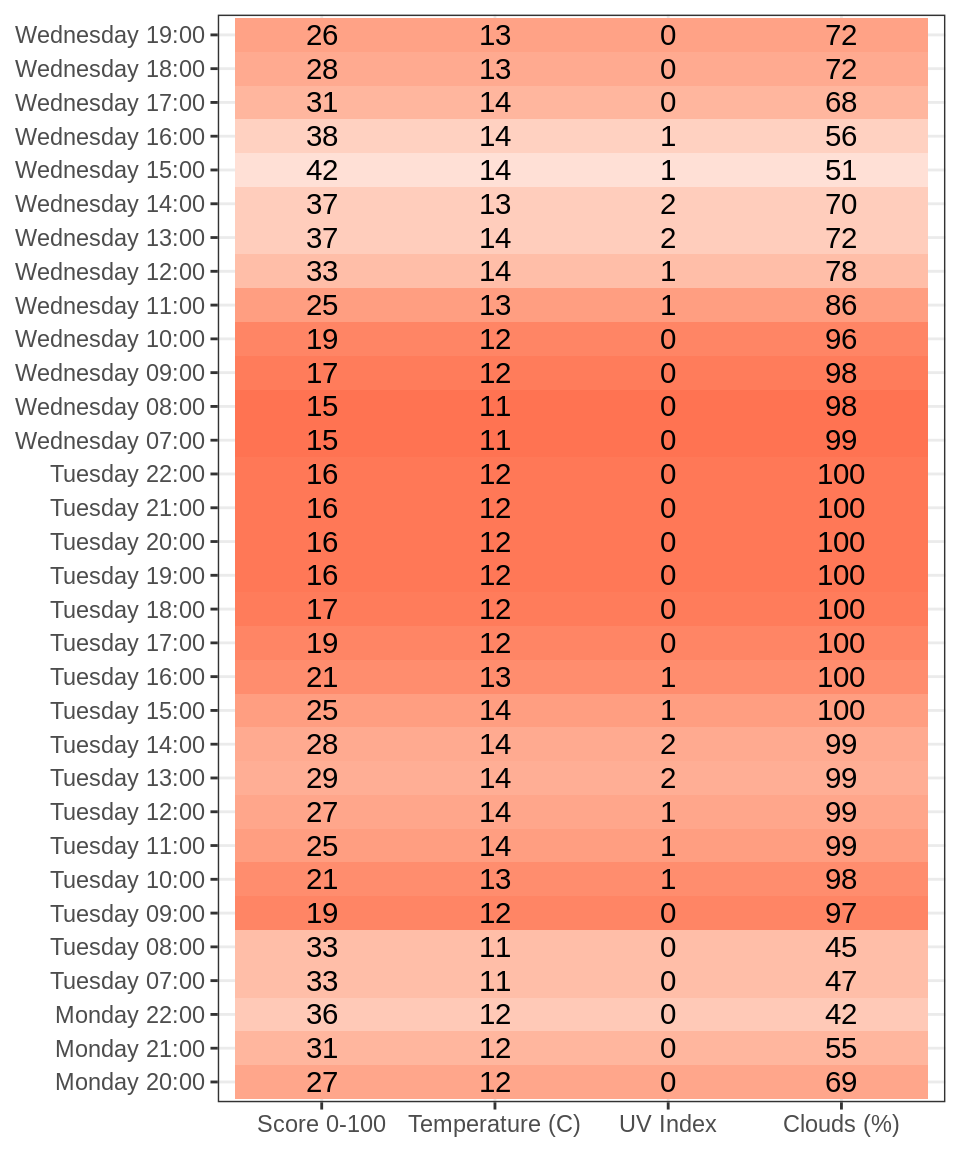 Wednesday 19:00 26 13 0 72
Wednesday 18:00 28 13 0 72
Wednesday 17:00 31 14 0 68
Wednesday 16:00 38 14 1 56
Wednesday 15:00 42 14 1 51
Wednesday 14:00 37 13 2 70
Wednesday 13:00 37 14 2 72
Wednesday 12:00 33 14 1 78
Wednesday 11:00 25 13 1 86
Wednesday 10:00 19 12 0 96
Wednesday 09:00 17 12 0 98
Wednesday 08:00 15 11 0 98
Wednesday 07:00 15 11 0 99
Tuesday 22:00 16 12 0 100
Tuesday 21:00 16 12 0 100
Tuesday 20:00 16 12 0 100
Tuesday 19:00 16 12 0 100
Tuesday 18:00 17 12 0 100
Tuesday 17:00 19 12 0 100
Tuesday 16:00 21 13 1 100
Tuesday 15:00 25 14 1 100
Tuesday 14:00 28 14 2 99
Tuesday 13:00 29 14 2 99
Tuesday 12:00 27 14 1 99
Tuesday 11:00 25 14 1 99
Tuesday 10:00 21 13 1 98
Tuesday 09:00 19 12 0 97
Tuesday 08:00 33 11 0 45
Tuesday 07:00 33 11 0 47
Monday 22:00 36 12 0 42
Monday 21:00 31 12 0 55
Monday 20:00 27 12 0 69
Score 0-100 Temperature (C) UV Index Clouds (%)